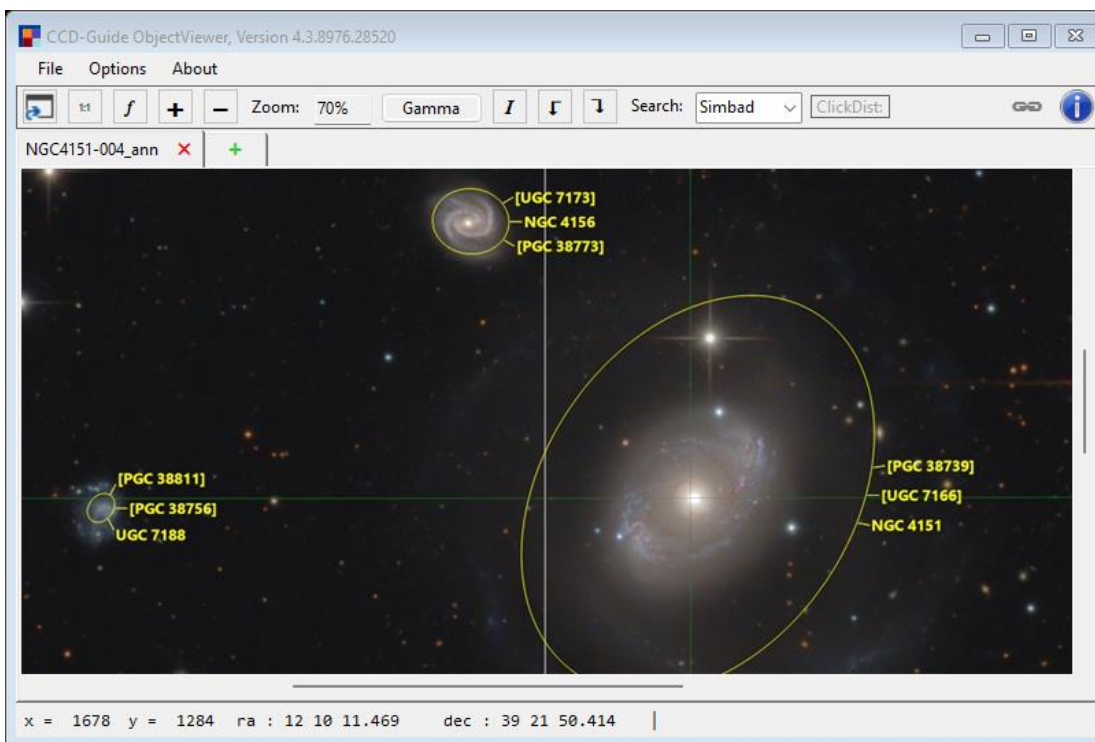 CCD-Guide ObjectViewer, Version 4.3.8976.28520
File Options About
1:1 f + − Zoom: 70% Gamma I Search: Simbad ClickDist: i
NGC4151-004_ann × +
[UGC 7173]
NGC 4156
[PGC 38773]
[PGC 38739]
[UGC 7166]
NGC 4151
[PGC 38811]
[PGC 38756]
UGC 7188
x = 1678 y = 1284 ra : 12 10 11.469 dec : 39 21 50.414 |